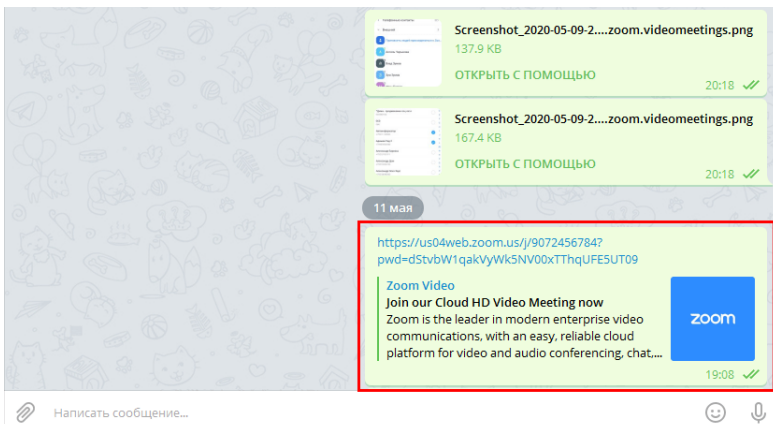 Screenshot_2020-05-09-2....zoom.videomeetings.png
137.9 KB
ОТКРЫТЬ С ПОМОЩЬЮ
20:18
Screenshot_2020-05-09-2....zoom.videomeetings.png
167.4 KB
ОТКРЫТЬ С ПОМОЩЬЮ
20:18
11 мая
https://us04web.zoom.us/j/9072456784?
pwd=dStvbW1qakVyWk5NV00xTThqUFE5UT09
Zoom Video
Join our Cloud HD Video Meeting now
Zoom is the leader in modern enterprise video
communications, with an easy, reliable cloud
platform for video and audio conferencing, chat,...
zoom
19:08
Написать сообщение...